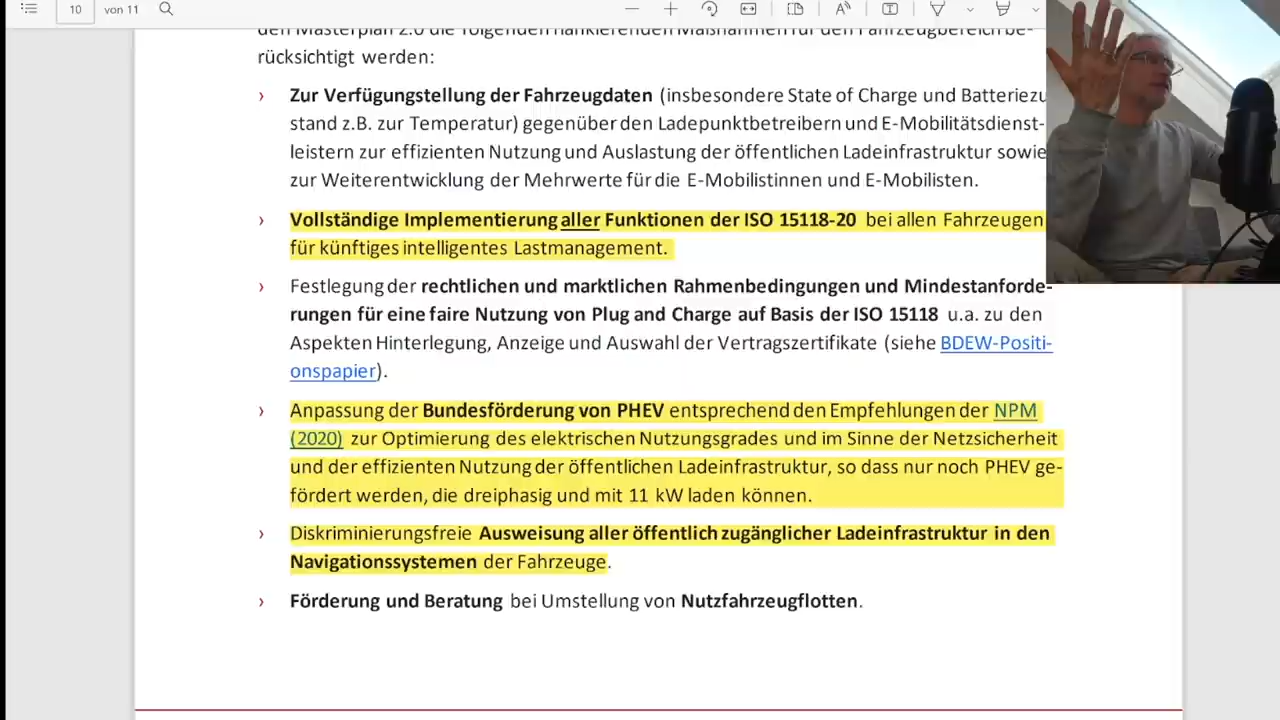 10 von 11
den Masterplan 2.0 die folgenden flankierenden Maßnahmen für den Fahrzeugbereich be-
rücksichtigt werden:
› Zur Verfügungstellung der Fahrzeugdaten (insbesondere State of Charge und Batteriezu
stand z.B. zur Temperatur) gegenüber den Ladepunktbetreibern und E-Mobilitätsdienst-
leistern zur effizienten Nutzung und Auslastung der öffentlichen Ladeinfrastruktur sowie
zur Weiterentwicklung der Mehrwerte für die E-Mobilistinnen und E-Mobilisten.
› Vollständige Implementierung aller Funktionen der ISO 15118-20 bei allen Fahrzeugen
für künftiges intelligentes Lastmanagement.
› Festlegung der rechtlichen und marktlichen Rahmenbedingungen und Mindestanforde-
rungen für eine faire Nutzung von Plug and Charge auf Basis der ISO 15118 u.a. zu den
Aspekten Hinterlegung, Anzeige und Auswahl der Vertragszertifikate (siehe BDEW-Positi-
onspapier).
› Anpassung der Bundesförderung von PHEV entsprechend den Empfehlungen der NPM
(2020) zur Optimierung des elektrischen Nutzungsgrades und im Sinne der Netzsicherheit
und der effizienten Nutzung der öffentlichen Ladeinfrastruktur, so dass nur noch PHEV ge-
fördert werden, die dreiphasig und mit 11 kW laden können.
› Diskriminierungsfreie Ausweisung aller öffentlich zugänglicher Ladeinfrastruktur in den
Navigationssystemen der Fahrzeuge.
› Förderung und Beratung bei Umstellung von Nutzfahrzeugflotten.